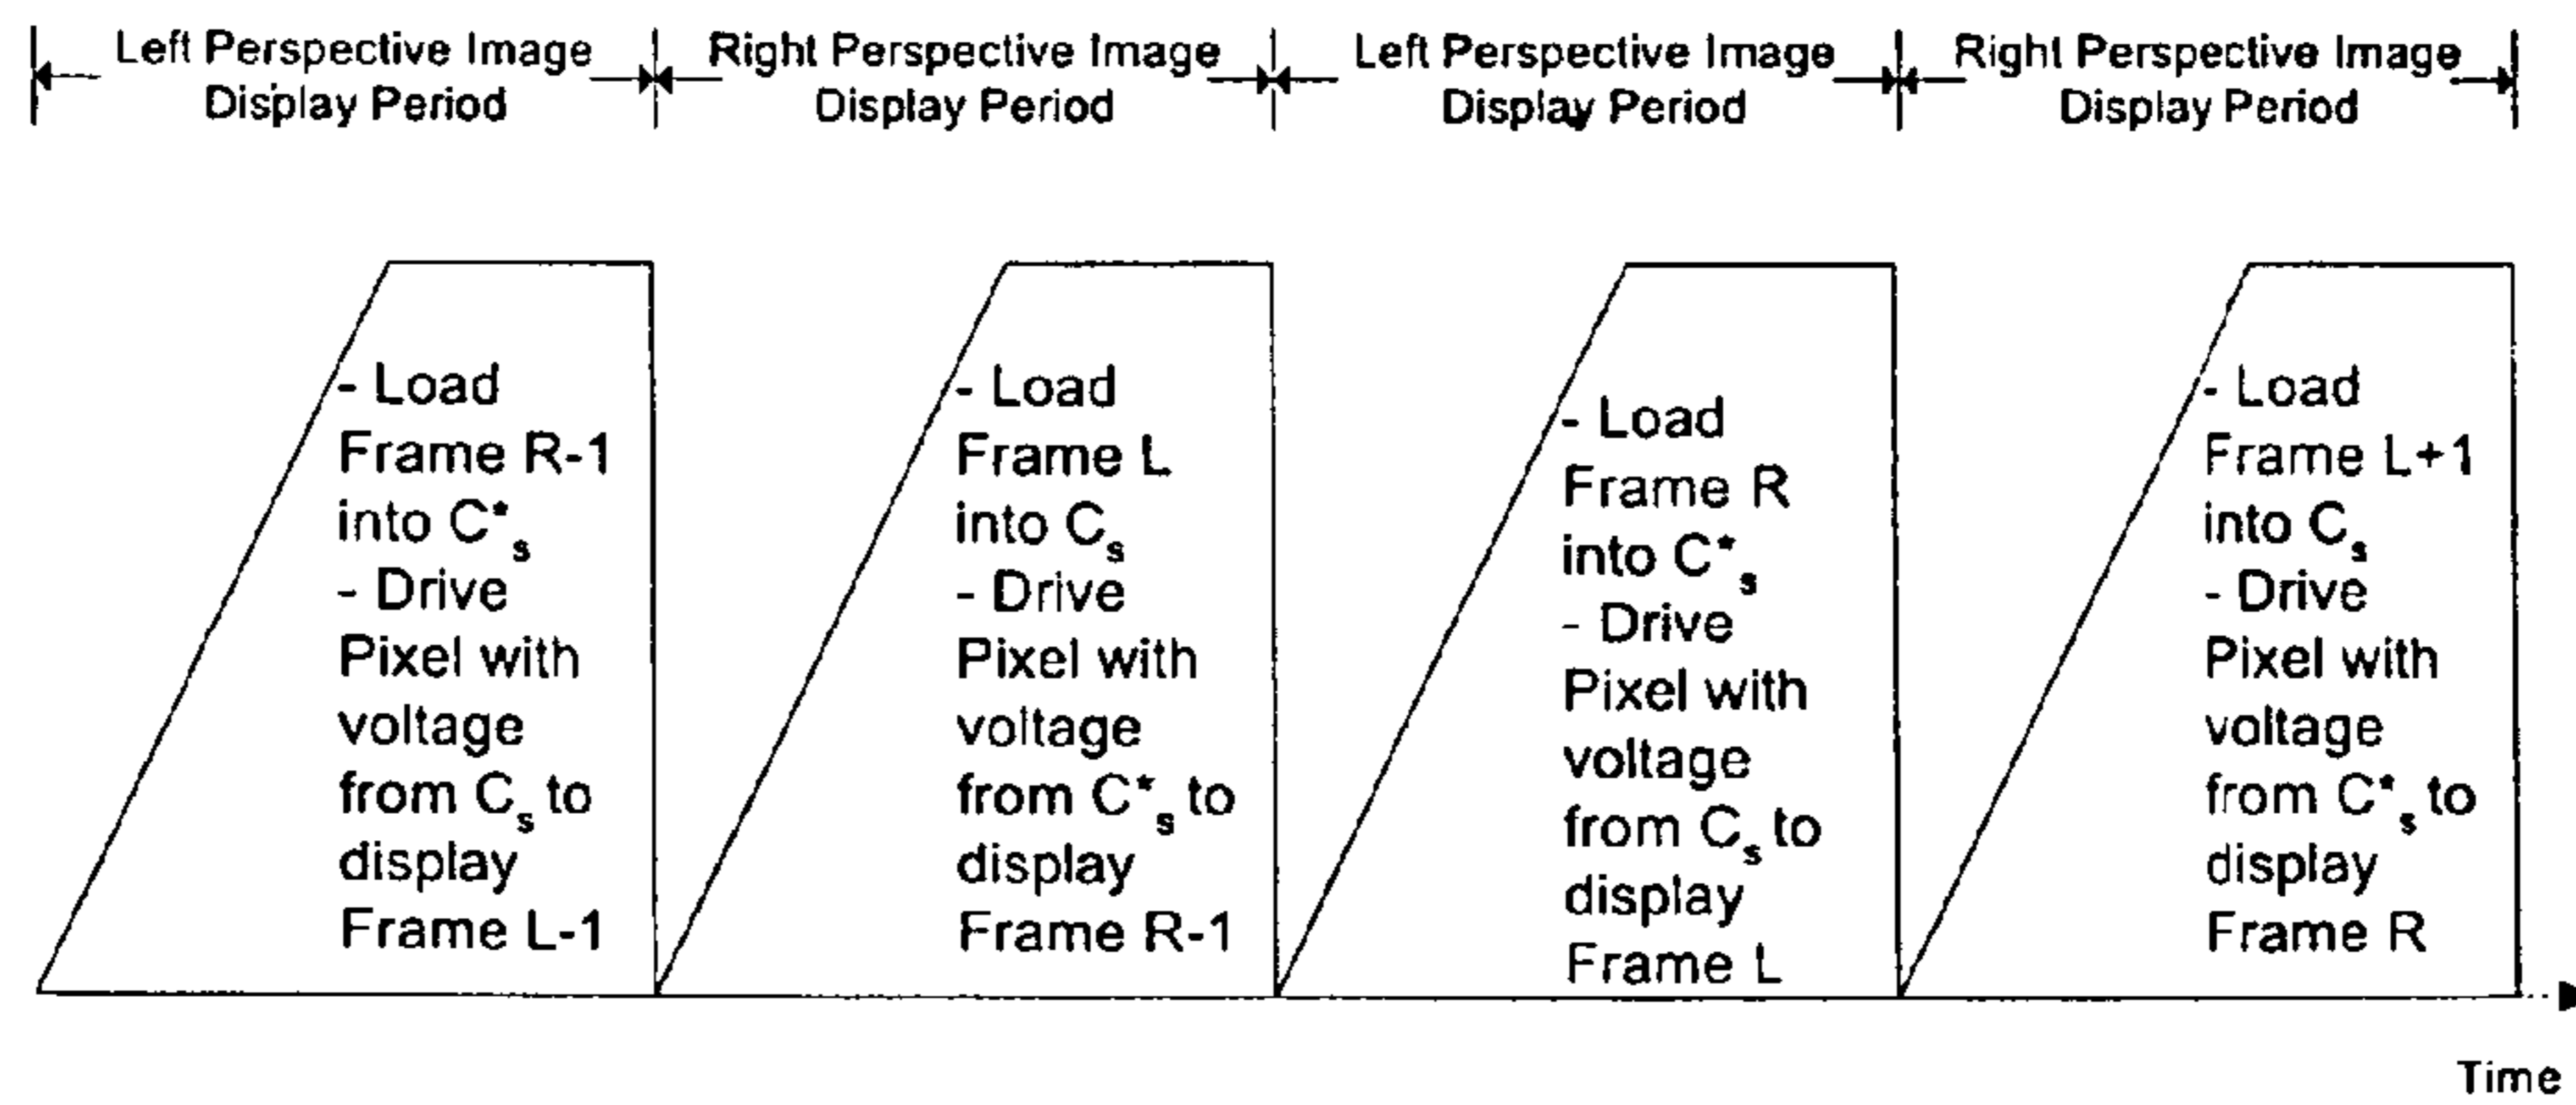 Left Perspective Image
Display Period
Right Perspective Image
Display Period
Left Perspective Image
Display Period
Right Perspective Image
Display Period
- Load
Frame R-1
into C*s
- Drive
Pixel with
voltage
from Cs to
display
Frame L-1
- Load
Frame L
into Cs
- Drive
Pixel with
voltage
from C*s to
display
Frame R-1
- Load
Frame R
into C*s
- Drive
Pixel with
voltage
from Cs to
display
Frame L
- Load
Frame L+1
into Cs
- Drive
Pixel with
voltage
from C*s to
display
Frame R
Time